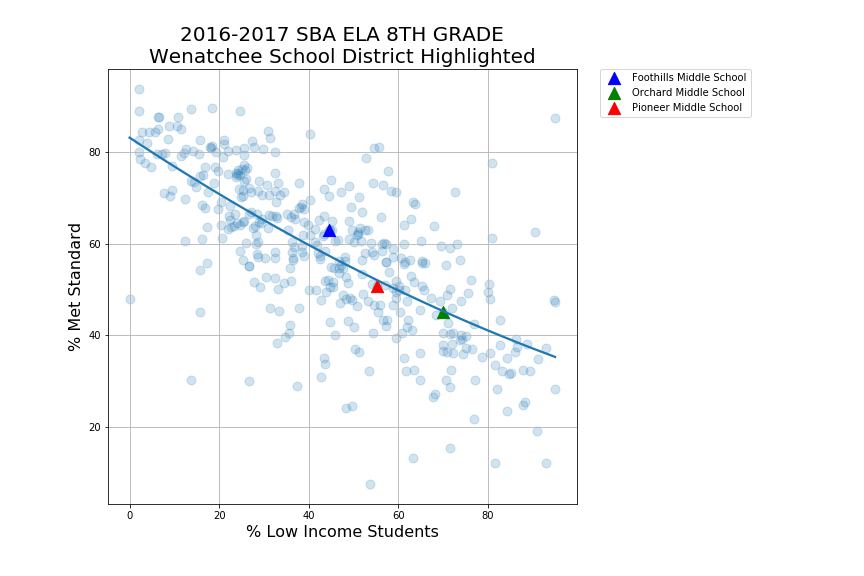 2016-2017 SBA ELA 8TH GRADE
Wenatchee School District Highlighted
Foothills Middle School
Orchard Middle School
Pioneer Middle School
% Met Standard
80
60
40
20
0 20 40 60 80
% Low Income Students